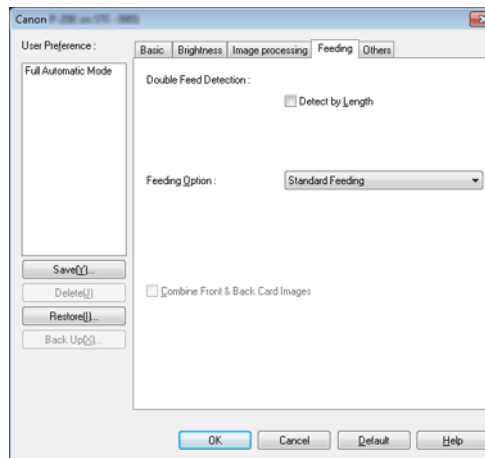 Canon
User Preference :
Full Automatic Mode
Save(Y)...
Delete(J)
Restore(I)...
Back Up(X)...
Basic Brightness Image processing Feeding Others
Double Feed Detection :
Detect by Length
Feeding Option : Standard Feeding
Combine Front & Back Card Images
OK Cancel Default Help